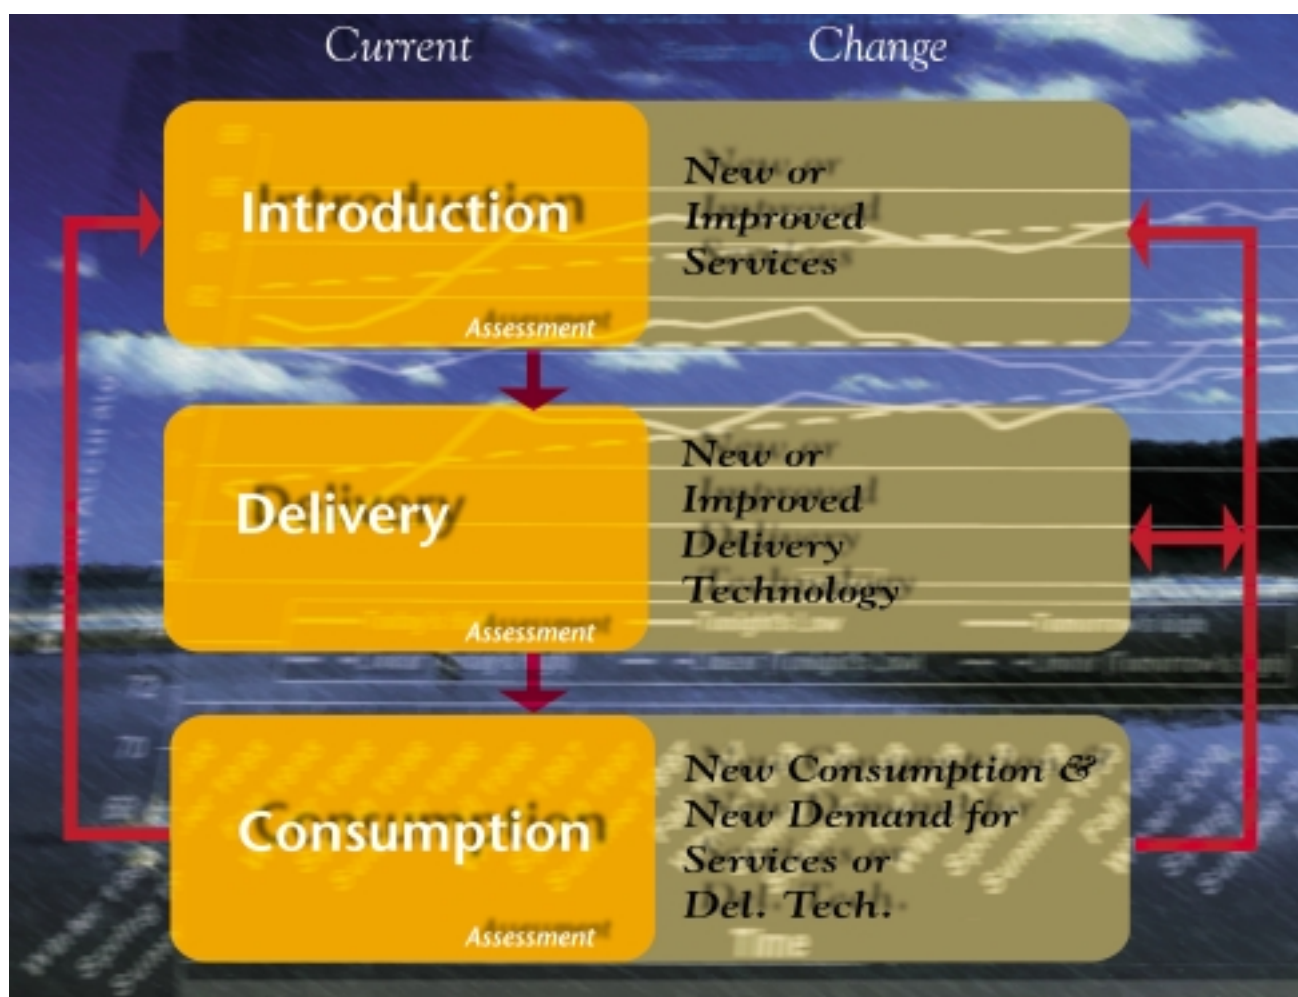 Current
Change
Introduction
Assessment
New or
Improved
Services
Delivery
Assessment
New or
Improved
Delivery
Technology
Consumption
Assessment
New Consumption &
New Demand for
Services or
Del. Tech.
Time